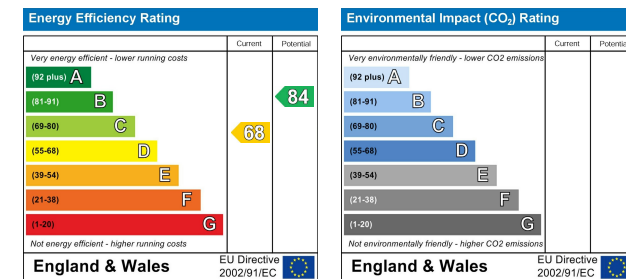 Energy Efficiency Rating
Current Potential
Very energy efficient - lower running costs
(92 plus) A
(81-91) B
84
(69-80) C
68
(55-68) D
(39-54) E
(21-38) F
(1-20) G
Not energy efficient - higher running costs
England & Wales
EU Directive
2002/91/EC
Environmental Impact (CO₂) Rating
Current Potential
Very environmentally friendly - lower CO2 emissions
(92 plus) A
(81-91) B
(69-80) C
(55-68) D
(39-54) E
(21-38) F
(1-20) G
Not environmentally friendly - higher CO2 emissions
England & Wales
EU Directive
2002/91/EC